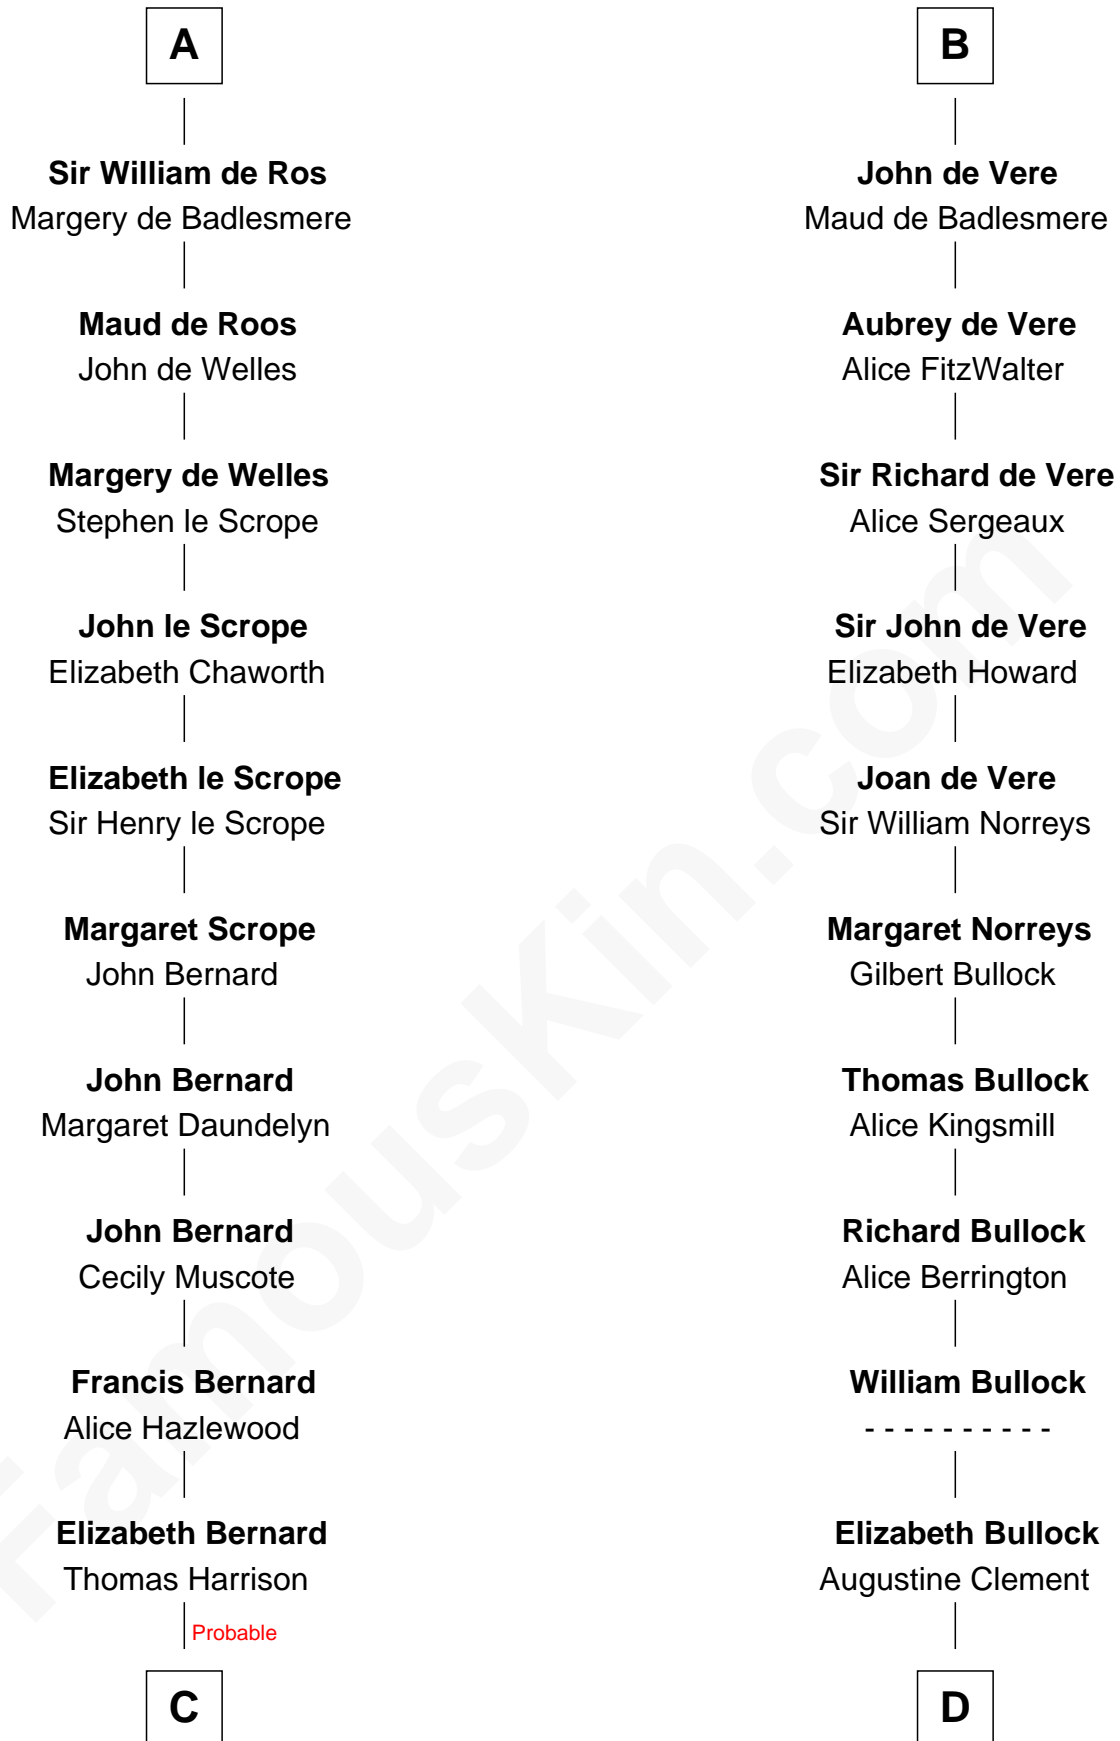 A
Sir William de Ros
Margery de Badlesmere
Maud de Roos
John de Welles
Margery de Welles
Stephen le Scrope
John le Scrope
Elizabeth Chaworth
Elizabeth le Scrope
Sir Henry le Scrope
Margaret Scrope
John Bernard
John Bernard
Margaret Daundelyn
John Bernard
Cecily Muscote
Francis Bernard
Alice Hazlewood
Elizabeth Bernard
Thomas Harrison
Probable
C
B
John de Vere
Maud de Badlesmere
Aubrey de Vere
Alice FitzWalter
Sir Richard de Vere
Alice Sergeaux
Sir John de Vere
Elizabeth Howard
Joan de Vere
Sir William Norreys
Margaret Norreys
Gilbert Bullock
Thomas Bullock
Alice Kingsmill
Richard Bullock
Alice Berrington
William Bullock
- - - - - - - - - -
Elizabeth Bullock
Augustine Clement
D
FamousKin.com